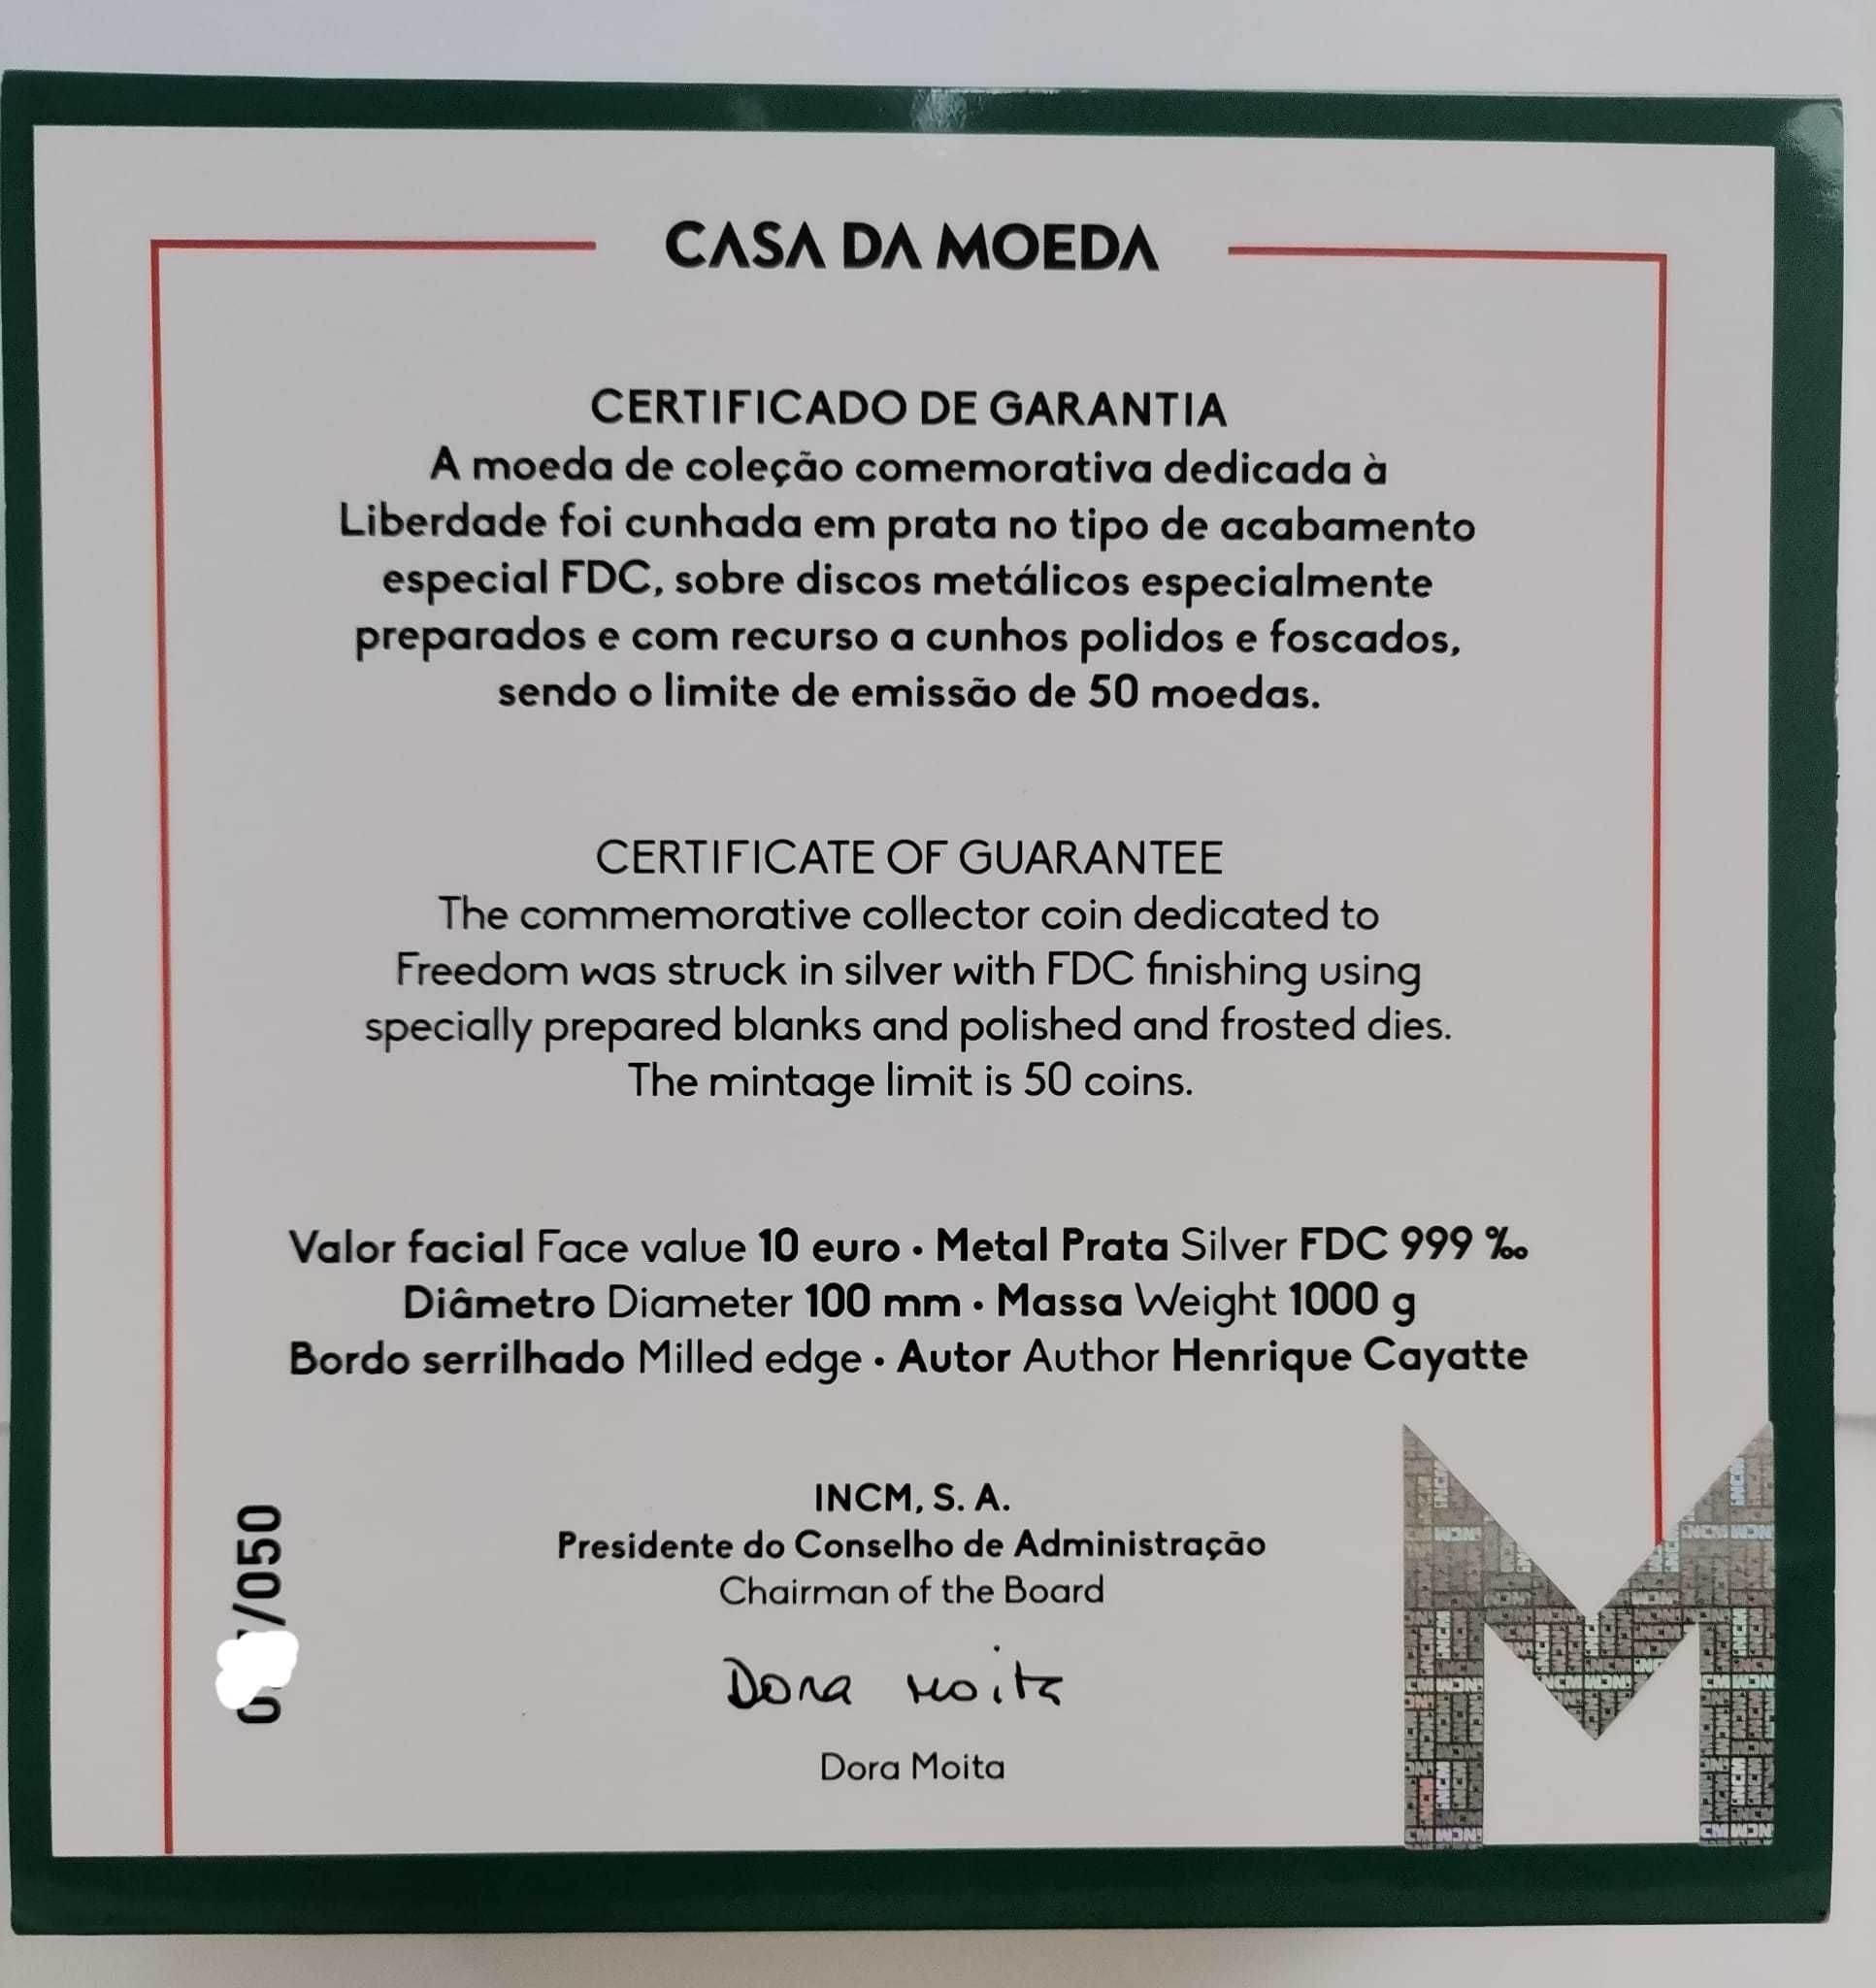 CASA DA MOEDA
CERTIFICADO DE GARANTIA
A moeda de coleção comemorativa dedicada à
Liberdade foi cunhada em prata no tipo de acabamento
especial FDC, sobre discos metálicos especialmente
preparados e com recurso a cunhos polidos e foscados,
sendo o limite de emissão de 50 moedas.
CERTIFICATE OF GUARANTEE
The commemorative collector coin dedicated to
Freedom was struck in silver with FDC finishing using
specially prepared blanks and polished and frosted dies.
The mintage limit is 50 coins.
Valor facial Face value 10 euro • Metal Prata Silver FDC 999 ‰
Diâmetro Diameter 100 mm • Massa Weight 1000 g
Bordo serrilhado Milled edge • Autor Author Henrique Cayatte
INCM, S. A.
Presidente do Conselho de Administração
Chairman of the Board
Dora Moita
Dora Moita
/050